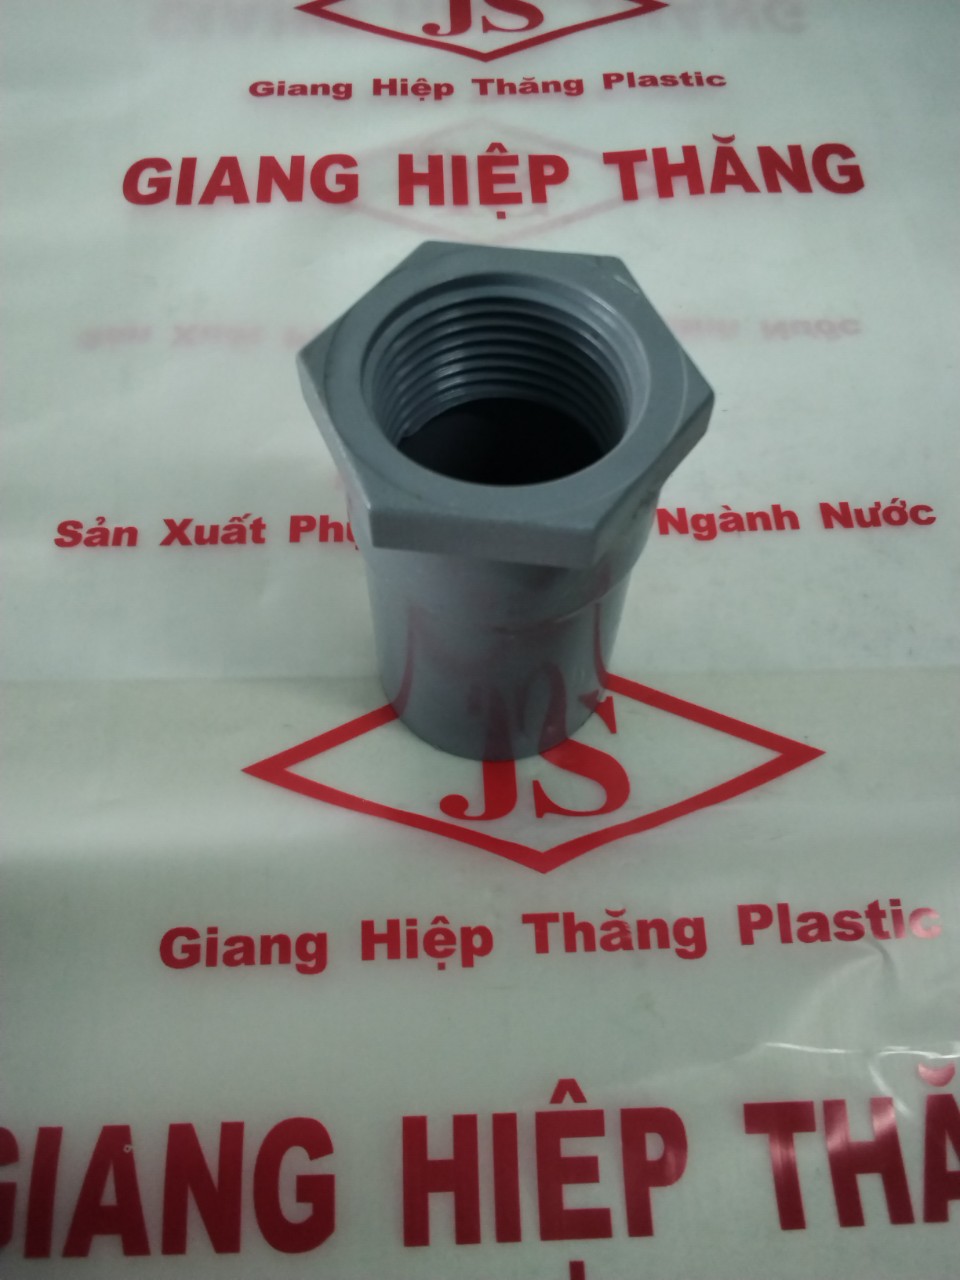 JS
Giang Hiệp Thăng Plastic
GIANG HIỆP THĂNG
Sản Xuất Ngành Nước
JS
Giang Hiệp Thăng Plastic
GIANG HIỆP